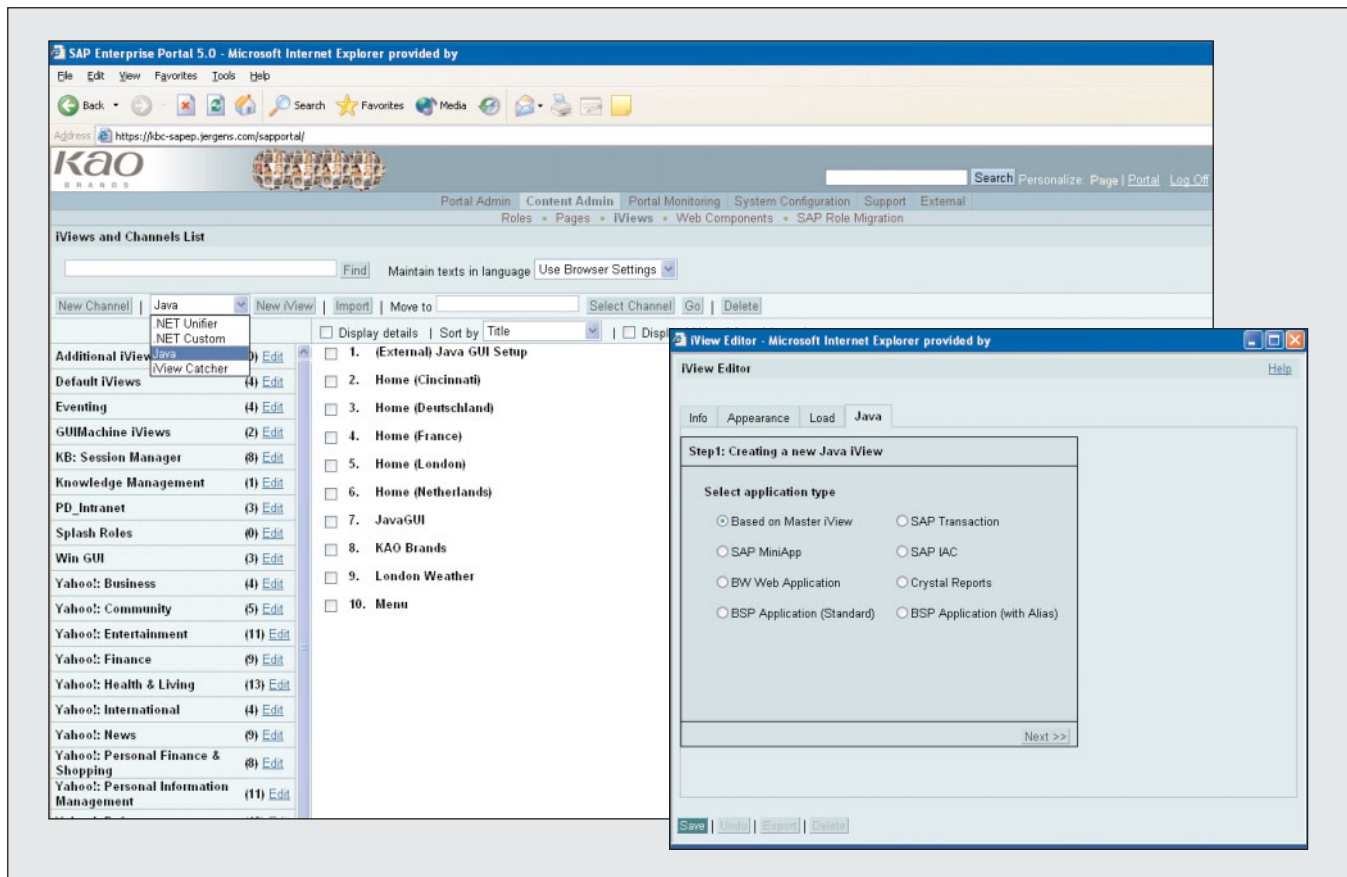 SAP Enterprise Portal 5.0 - Microsoft Internet Explorer provided by
File Edit View Favorites Tools Help
Back Search Favorites Media
Address https://kbc-sapep.jergens.com/sapportal/
Kao
BRANDS
Search Personalize: Page | Portal Log Off
Portal Admin Content Admin Portal Monitoring System Configuration Support External
Roles • Pages • iViews • Web Components • SAP Role Migration
iViews and Channels List
Find Maintain texts in language Use Browser Settings
New Channel | Java New iView | Import | Move to Select Channel Go | Delete
.NET Unifier
.NET Custom
Java
iView Catcher
Display details | Sort by Title |
Additional iView 0) Edit
Default iViews (4) Edit
Eventing (4) Edit
GUIMachine iViews (2) Edit
KB: Session Manager (8) Edit
Knowledge Management (1) Edit
PD_Intranet (3) Edit
Splash Roles (0) Edit
Win GUI (3) Edit
Yahoo!: Business (4) Edit
Yahoo!: Community (5) Edit
Yahoo!: Entertainment (11) Edit
Yahoo!: Finance (9) Edit
Yahoo!: Health & Living (13) Edit
Yahoo!: International (4) Edit
Yahoo!: News (9) Edit
Yahoo!: Personal Finance &
Shopping (8) Edit
Yahoo!: Personal Information
Management (11) Edit
1. (External) Java GUI Setup
2. Home (Cincinnati)
3. Home (Deutschland)
4. Home (France)
5. Home (London)
6. Home (Netherlands)
7. JavaGUI
8. KAO Brands
9. London Weather
10. Menu
iView Editor - Microsoft Internet Explorer provided by
iView Editor Help
Info Appearance Load Java
Step1: Creating a new Java iView
Select application type
Based on Master iView SAP Transaction
SAP MiniApp SAP IAC
BW Web Application Crystal Reports
BSP Application (Standard) BSP Application (with Alias)
Next >>
Save | Undo | Export | Delete